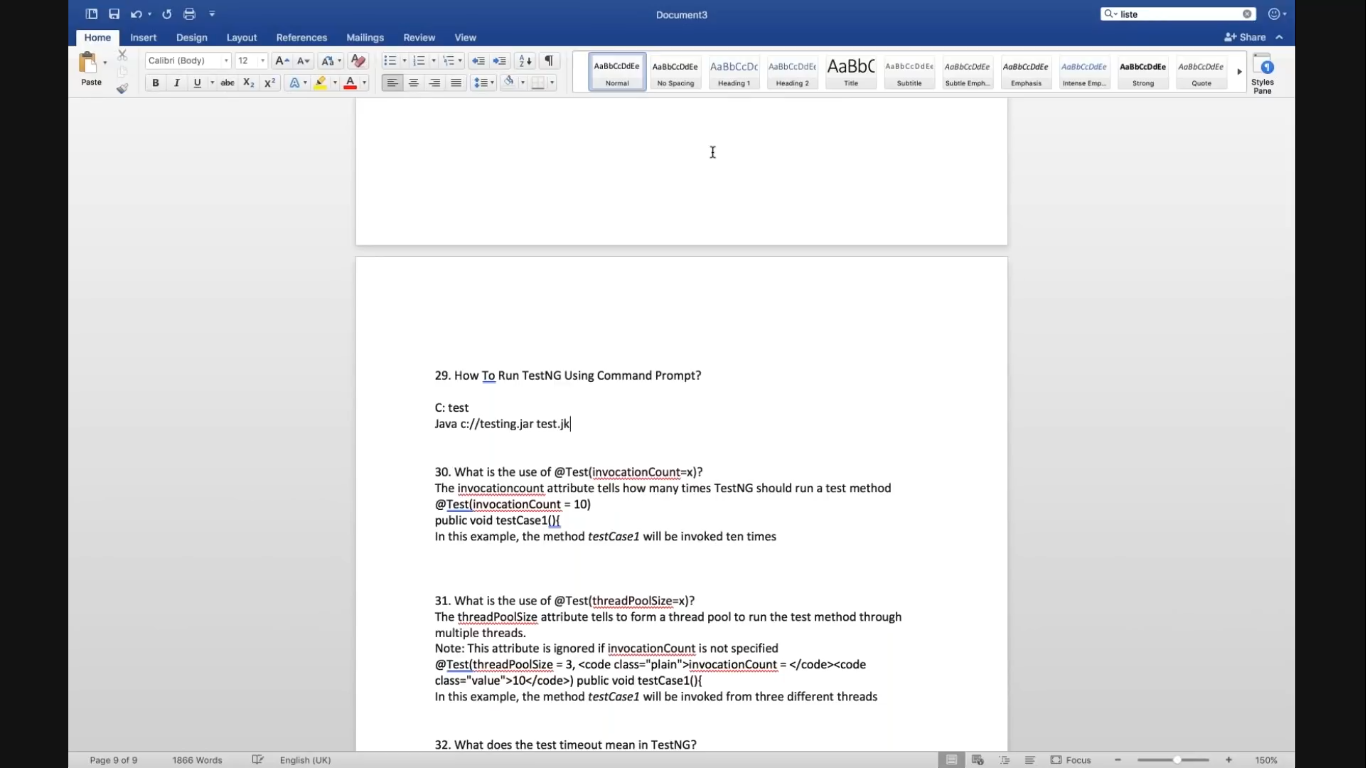 Document3
liste
Home Insert Design Layout References Mailings Review View
Share
Paste
Calibri (Body) 12
AaBbCcDdEe AaBbCcDdEe AaBbCcDc AaBbCcDdEe AaBbC AaBbCcDdEe AaBbCcDdEe AaBbCcDdEe AaBbCcDdEe AaBbCcDdEe AaBbCcDdEe
Normal No Spacing Heading 1 Heading 2 Title Subtitle Subtle Emph... Emphasis Intense Emp... Strong Quote
Styles
Pane
29. How To Run TestNG Using Command Prompt?
C: test
Java c://testing.jar test.jk
30. What is the use of @Test(invocationCount=x)?
The invocationcount attribute tells how many times TestNG should run a test method
@Test(invocationCount = 10)
public void testCase1(){
In this example, the method testCase1 will be invoked ten times
31. What is the use of @Test(threadPoolSize=x)?
The threadPoolSize attribute tells to form a thread pool to run the test method through
multiple threads.
Note: This attribute is ignored if invocationCount is not specified
@Test(threadPoolSize = 3, <code class="plain">invocationCount = </code><code
class="value">10</code>) public void testCase1(){
In this example, the method testCase1 will be invoked from three different threads
32. What does the test timeout mean in TestNG?
Page 9 of 9 1866 Words English (UK) Focus 150%